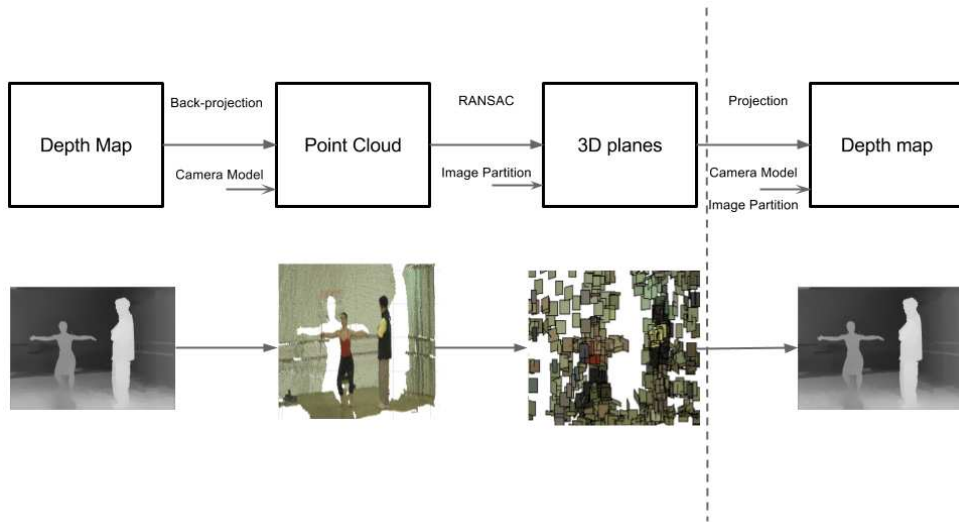 Back-projection
RANSAC
Projection
Depth Map
Point Cloud
3D planes
Depth map
Camera Model
Image Partition
Camera Model
Image Partition